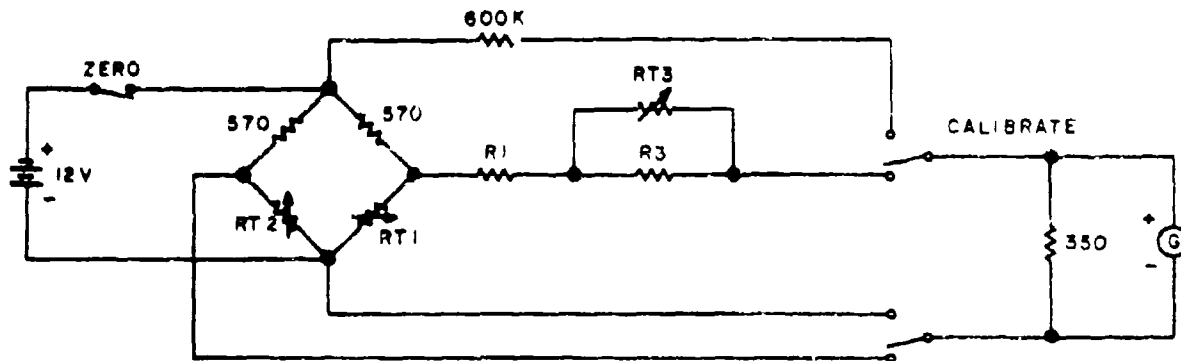 600K
ZERO
RT3
570
570
CALIBRATE
R1
R3
+
12V
-
RT2
RT1
350
+
G
-